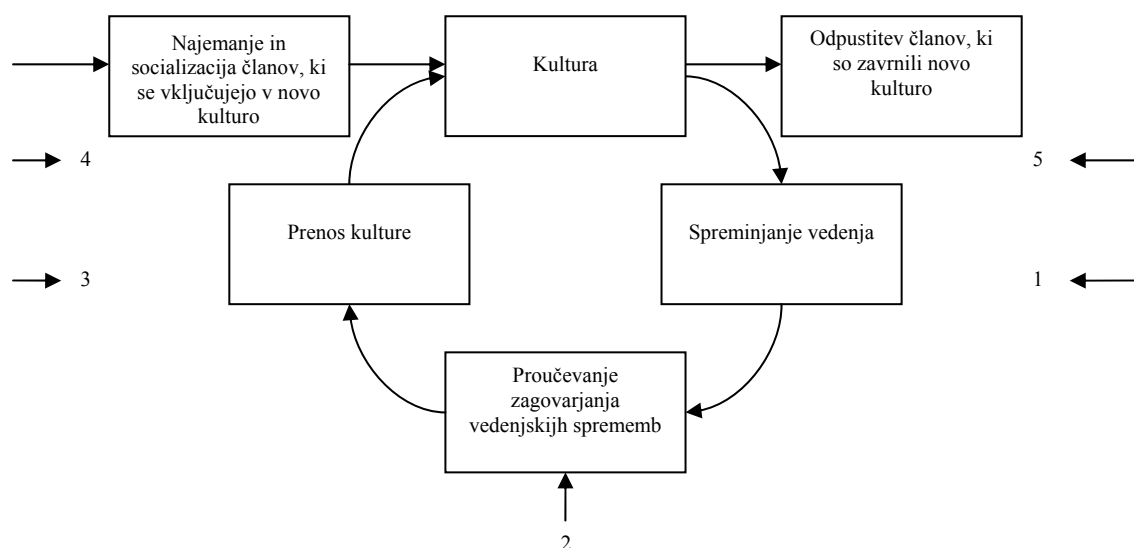 Najemanje in
socializacija članov, ki
se vključujejo v novo
kulturo
Kultura
Odpustitev članov, ki
so zavrnili novo
kulturo
4
5
Prenos kulture
Spreminjanje vedenja
3
1
Proučevanje
zagovarjanja
vedenjskih sprememb
2